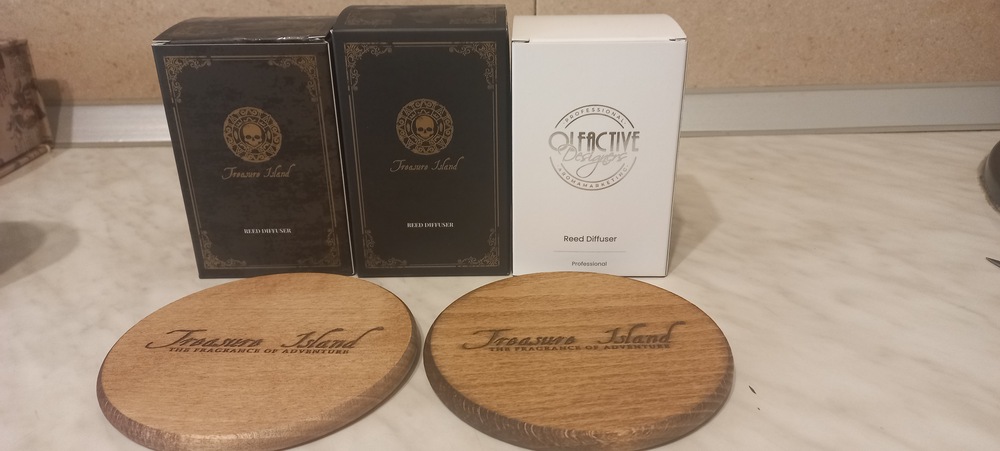 Treasure Island
REED DIFFUSER
Treasure Island
REED DIFFUSER
PROFESSIONAL
OLFACTIVE
Designers
AROMAMARKETING
Reed Diffuser
Professional
Treasure Island
THE FRAGRANCE OF ADVENTURE
Treasure Island
THE FRAGRANCE OF ADVENTURE